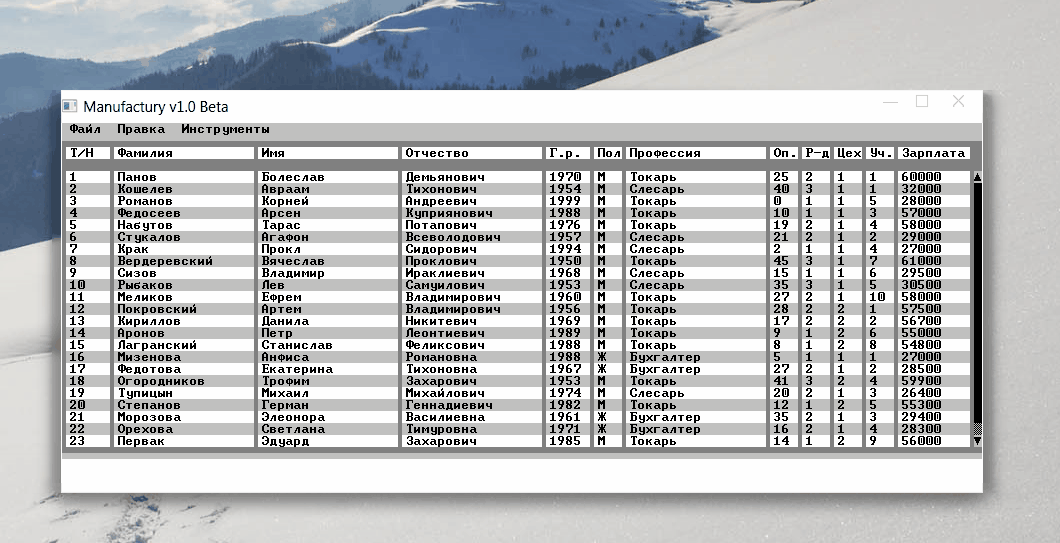 Manufactury v1.0 Beta
Файл Правка Инструменты
Т/Н Фамилия Имя Отчество Г.р. Пол Профессия Оп. Р-д Цех Уч. Зарплата
1 Панов Болеслав Демьянович 1970 М Токарь 25 2 1 1 60000
2 Кошелев Авраам Тихонович 1954 М Слесарь 40 3 1 1 32000
3 Романов Корней Андреевич 1999 М Токарь 0 1 1 5 28000
4 Федосеев Арсен Куприянович 1988 М Токарь 10 1 1 3 57000
5 Набутов Тарас Потапович 1976 М Токарь 19 2 1 4 58000
6 Стукалов Агафон Всеволодович 1957 М Слесарь 21 2 1 2 29000
7 Крак Прокл Сидорович 1994 М Слесарь 2 1 1 4 27000
8 Вердеревский Вячеслав Проклович 1950 М Токарь 45 3 1 7 61000
9 Сизов Владимир Ираклиевич 1968 М Слесарь 15 1 1 6 29500
10 Рыбаков Лев Самуилович 1953 М Слесарь 35 3 1 5 30500
11 Меликов Ефрем Владимирович 1960 М Токарь 27 2 1 10 58000
12 Покровский Артем Владимирович 1956 М Токарь 28 2 2 1 57500
13 Кириллов Данила Никитевич 1969 М Токарь 17 2 2 2 56700
14 Аронов Петр Леонтиевич 1989 М Токарь 9 1 2 6 55000
15 Лагранский Станислав Феликсович 1988 М Токарь 8 1 2 8 54800
16 Мизенова Анфиса Романовна 1988 Ж Бухгалтер 5 1 1 1 27000
17 Федотова Екатерина Тихоновна 1967 Ж Бухгалтер 27 2 1 2 28500
18 Огородников Трофим Захарович 1953 М Токарь 41 3 2 4 59900
19 Тупицын Михаил Михайлович 1974 М Слесарь 20 2 1 3 26400
20 Степанов Герман Геннадиевич 1982 М Токарь 12 1 2 5 55300
21 Морозова Элеонора Василиевна 1961 Ж Бухгалтер 35 2 1 3 29400
22 Орехова Светлана Тимуровна 1971 Ж Бухгалтер 16 2 1 4 28300
23 Первак Эдуард Захарович 1985 М Токарь 14 1 2 9 56000